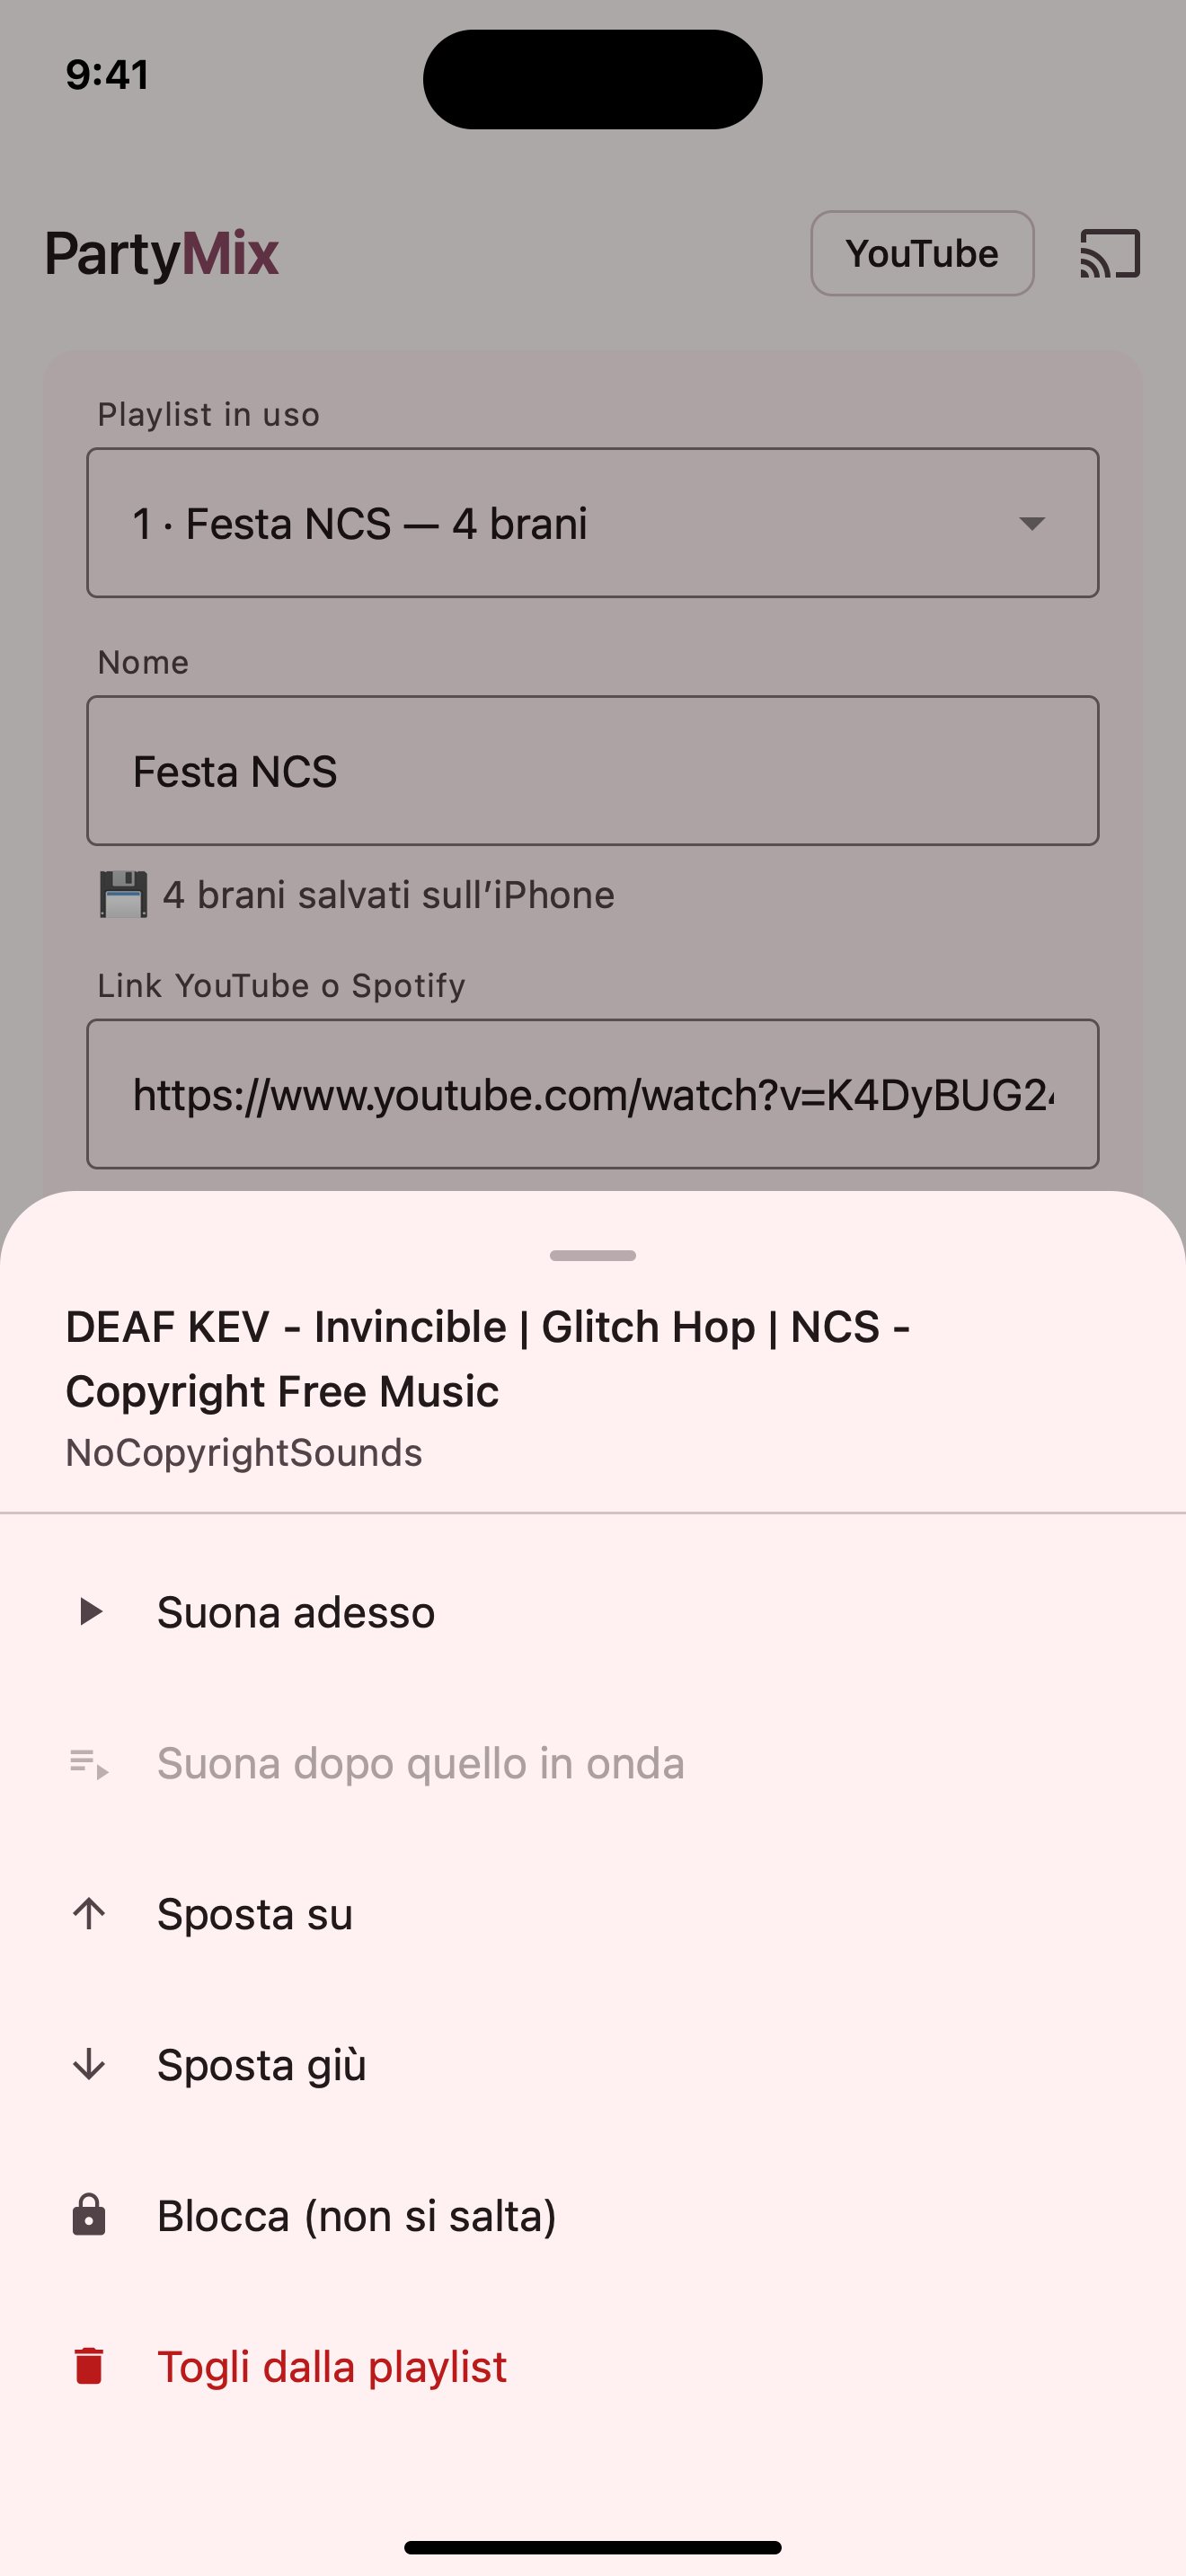 9:41
PartyMix
YouTube
Playlist in uso
1 · Festa NCS — 4 brani
Nome
Festa NCS
4 brani salvati sull’iPhone
Link YouTube o Spotify
https://www.youtube.com/watch?v=K4DyBUG2
DEAF KEV - Invincible | Glitch Hop | NCS -
Copyright Free Music
NoCopyrightSounds
Suona adesso
Suona dopo quello in onda
Sposta su
Sposta giù
Blocca (non si salta)
Togli dalla playlist